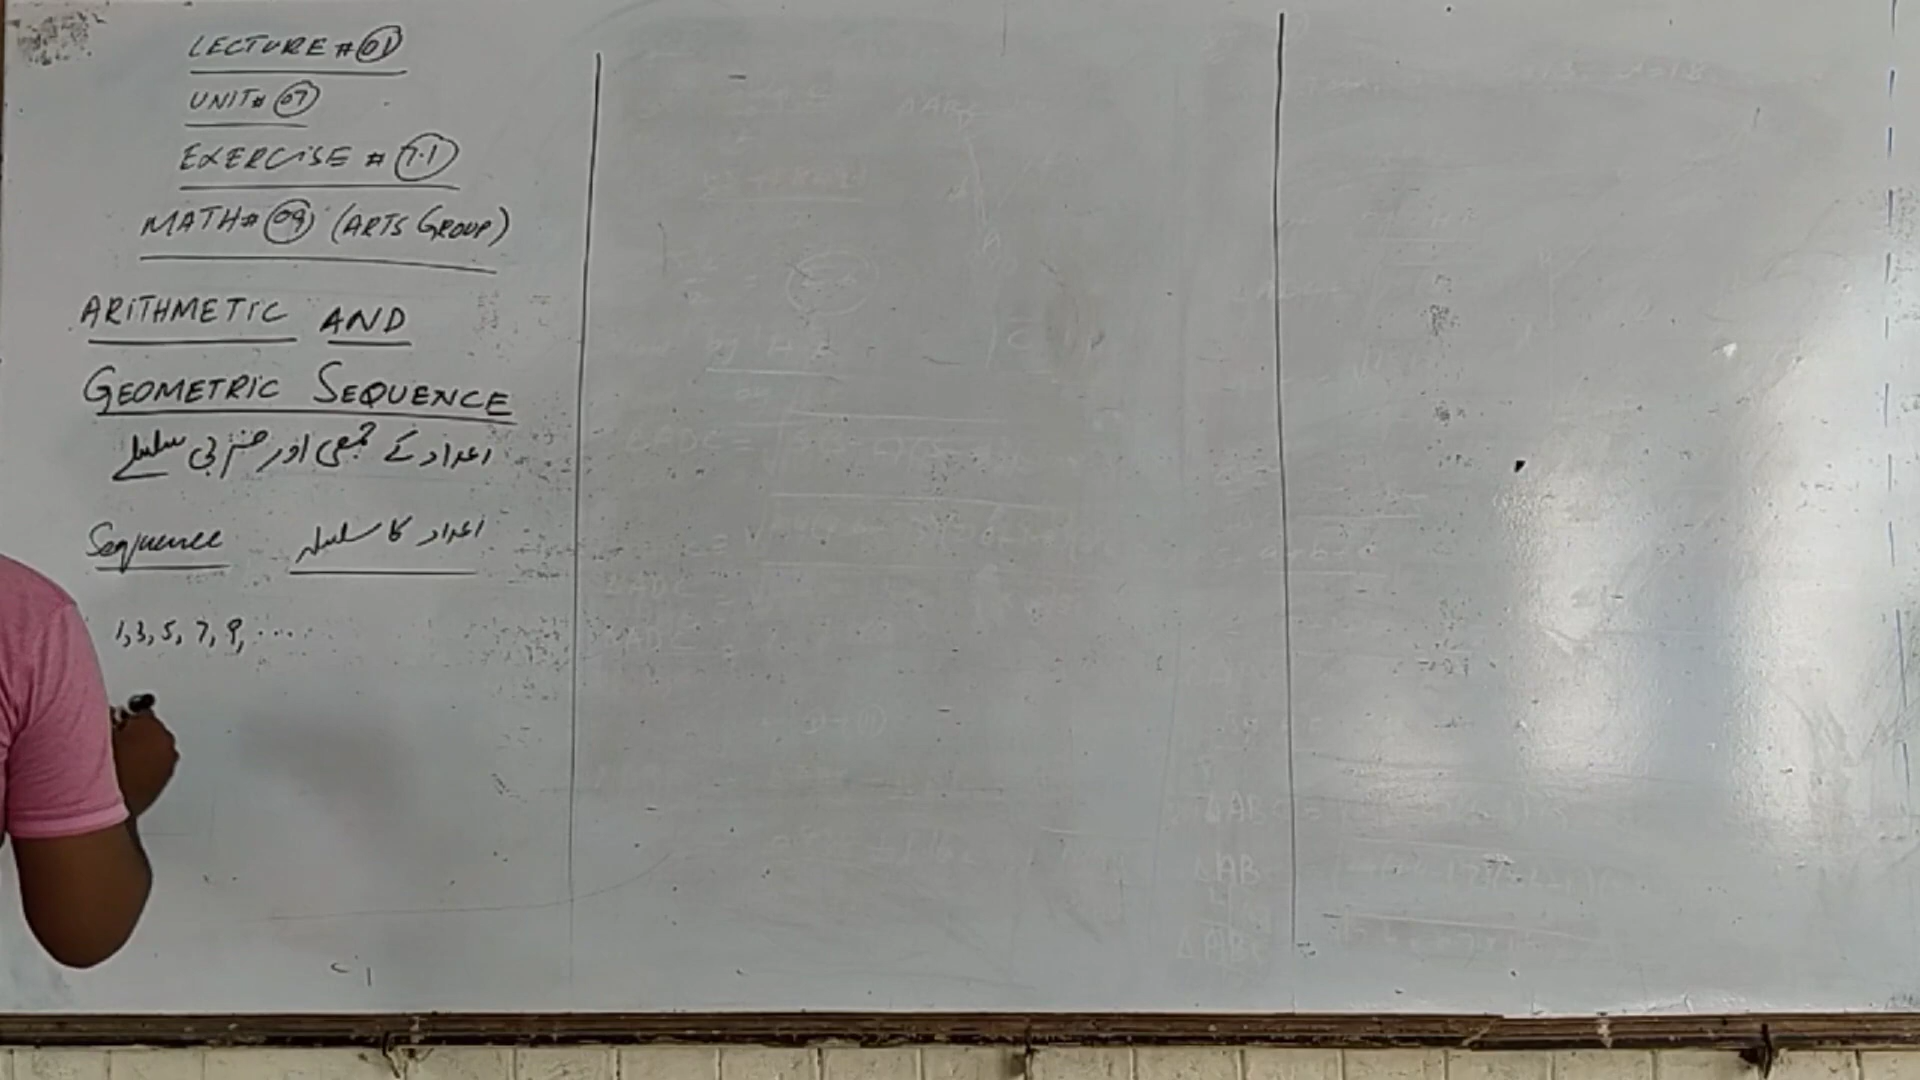 LECTURE # 01
UNIT # 07
EXERCISE # 7.1
MATH # 09 (ARTS GROUP)
ARITHMETIC AND
GEOMETRIC SEQUENCE
اعداد کے جمعی اور ضربی سلسلے
Sequence اعداد کا سلسلہ
1, 3, 5, 7, 9, ....